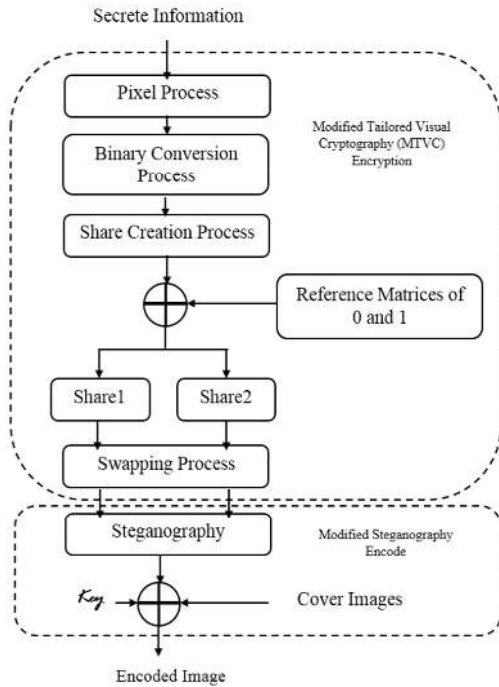 Secrete Information
Pixel Process
Modified Tailored Visual
Cryptography (MTVC)
Encryption
Binary Conversion
Process
Share Creation Process
Reference Matrices of
0 and 1
Share1
Share2
Swapping Process
Steganography
Modified Steganography
Encode
Key
Cover Images
Encoded Image